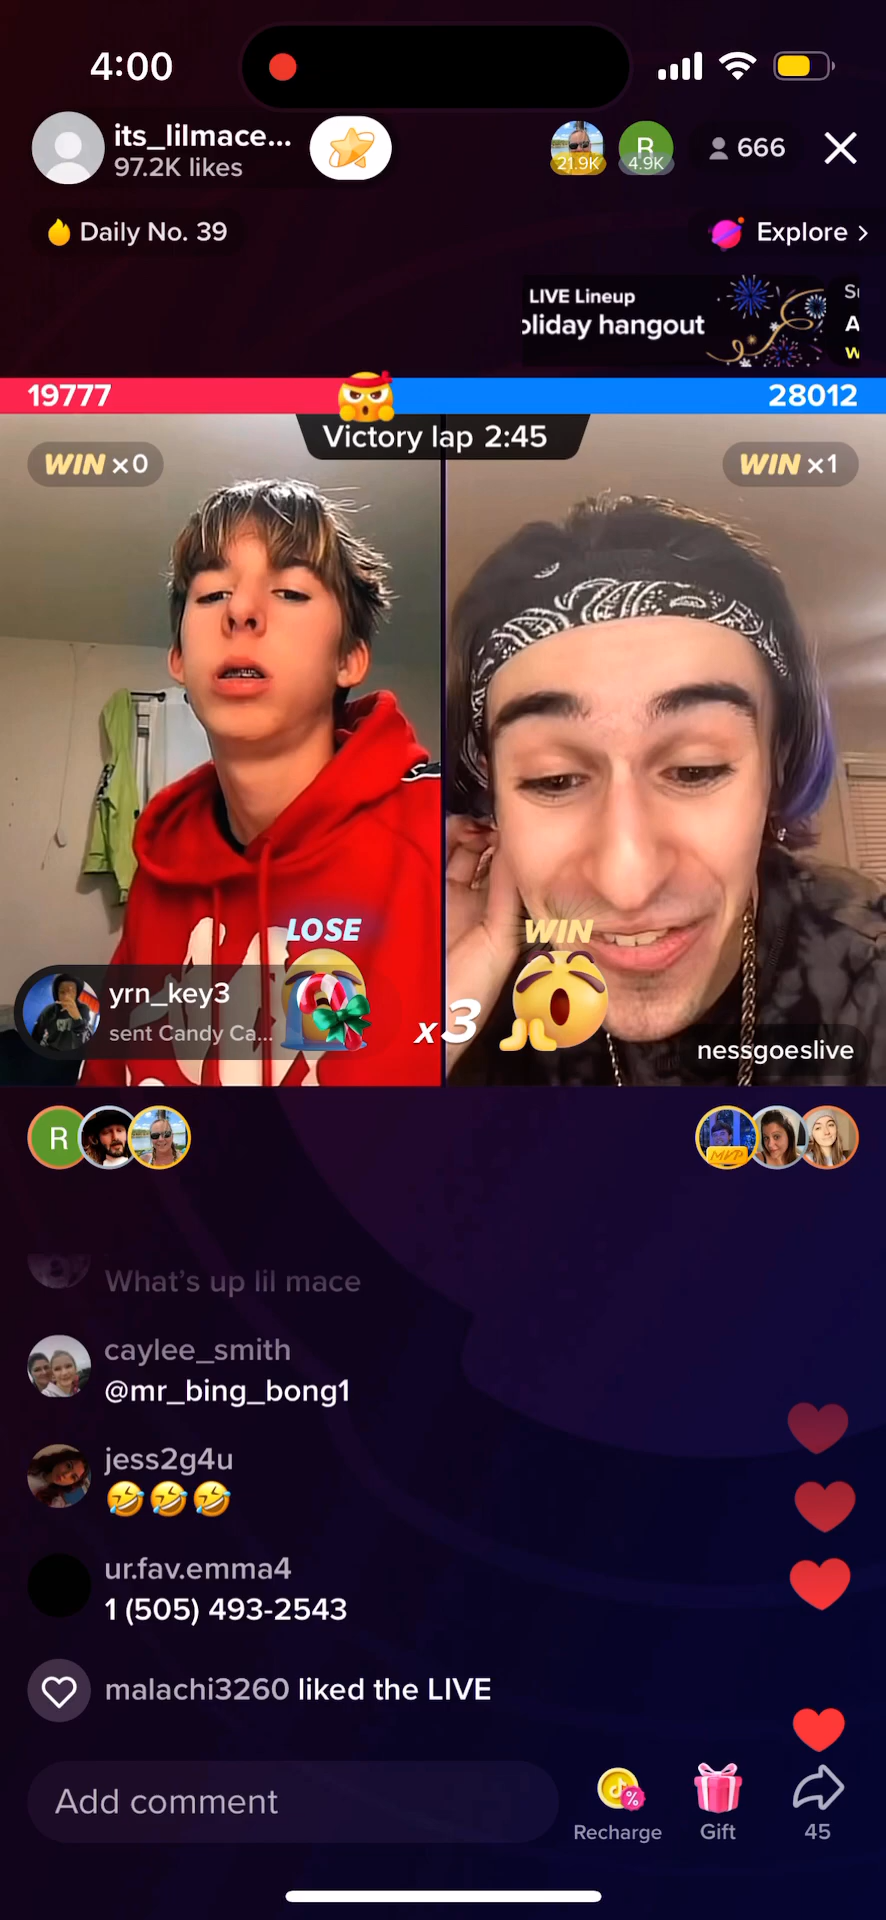 4:00
its_lilmace...
97.2K likes
21.9K
R
4.9K
666
Daily No. 39
Explore >
LIVE Lineup
oliday hangout
A
19777
28012
Victory lap 2:45
WIN x0
WIN x1
LOSE
WIN
yrn_key3
sent Candy Ca...
x3
nessgoeslive
R
MVP
What's up lil mace
caylee_smith
@mr_bing_bong1
jess2g4u
🤣🤣🤣
ur.fav.emma4
1 (505) 493-2543
malachi3260 liked the LIVE
Add comment
Recharge
Gift
45